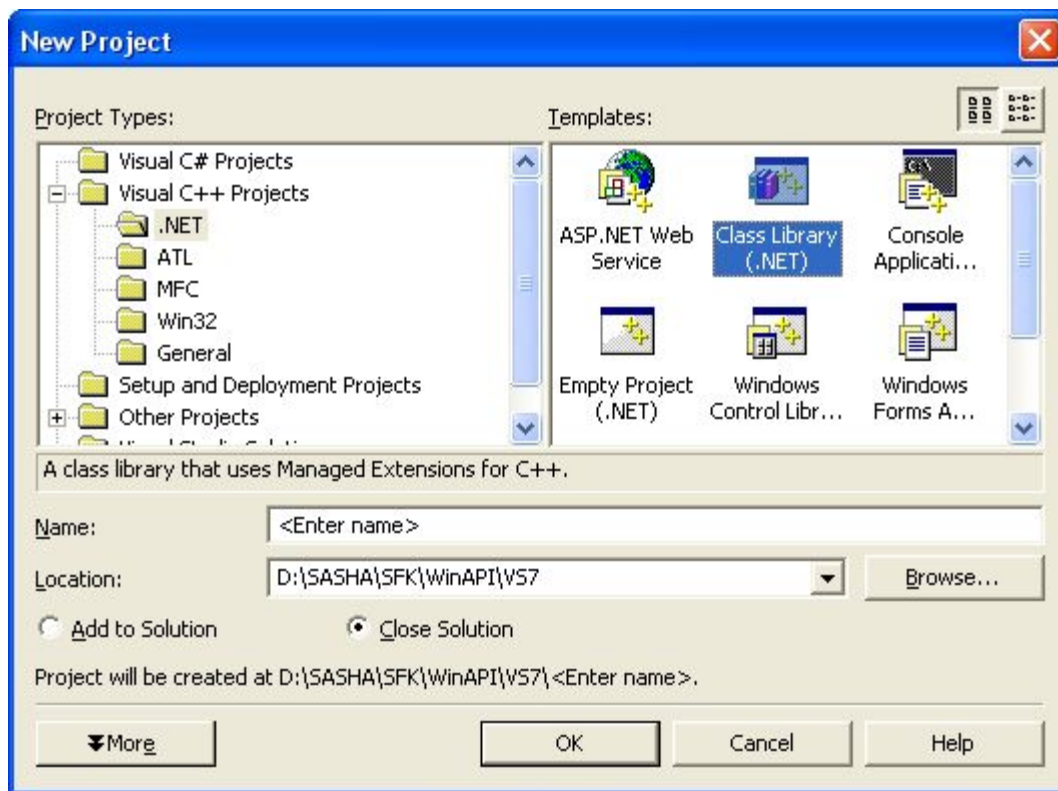 New Project
Project Types:
Templates:
Visual C# Projects
Visual C++ Projects
.NET
ATL
MFC
Win32
General
Setup and Deployment Projects
Other Projects
ASP.NET Web
Service
Class Library
(.NET)
Console
Applicati...
Empty Project
(.NET)
Windows
Control Libr...
Windows
Forms A...
A class library that uses Managed Extensions for C++.
Name:
<Enter name>
Location:
D:\SASHA\SFK\WinAPI\VS7
Browse...
Add to Solution
Close Solution
Project will be created at D:\SASHA\SFK\WinAPI\VS7\<Enter name>.
More
OK
Cancel
Help